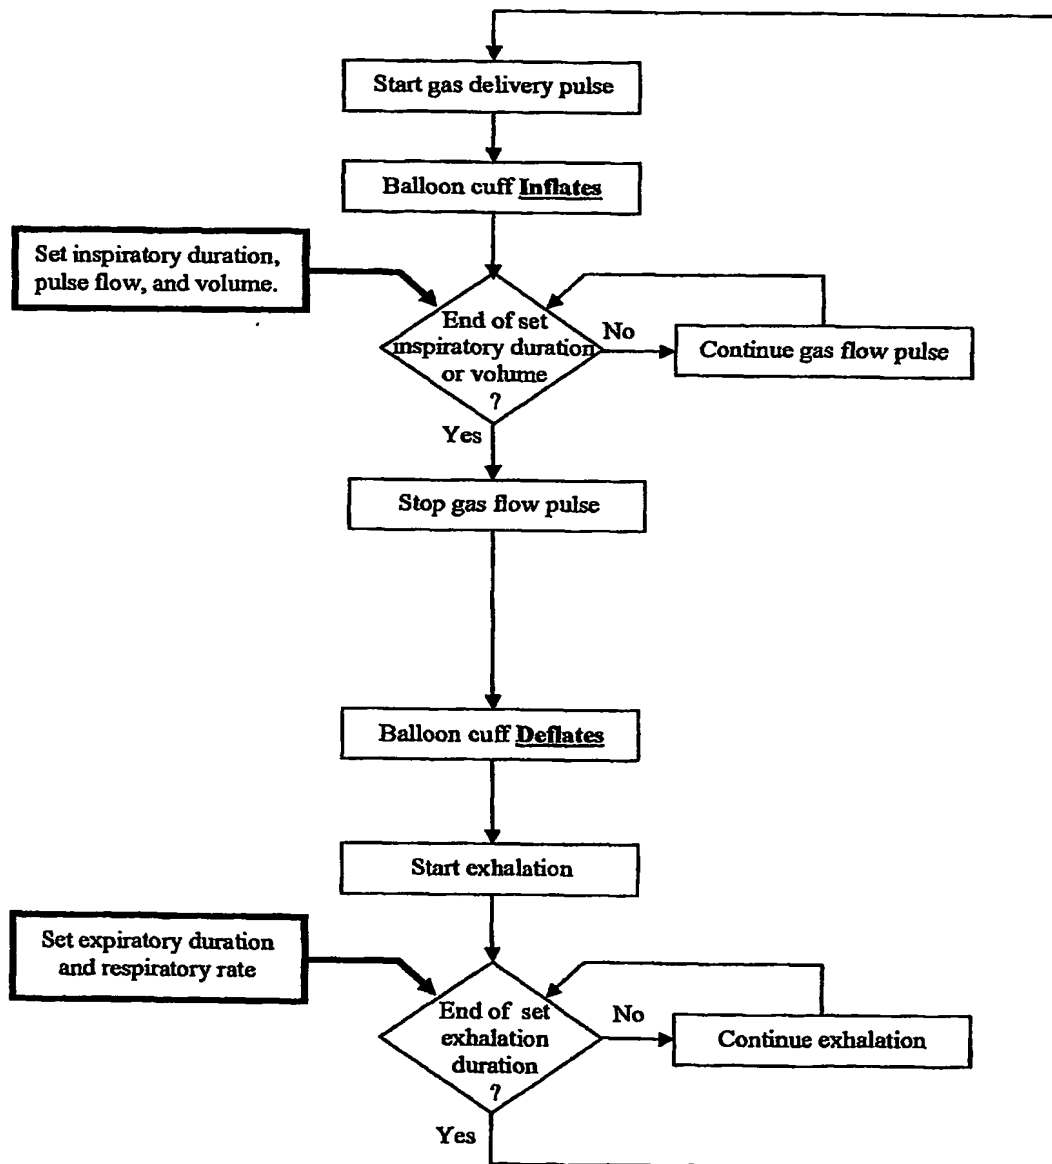 Start gas delivery pulse
Balloon cuff Inflates
Set inspiratory duration,
pulse flow, and volume.
End of set
inspiratory duration
or volume
?
No
Continue gas flow pulse
Yes
Stop gas flow pulse
Balloon cuff Deflates
Start exhalation
Set expiratory duration
and respiratory rate
End of set
exhalation
duration
?
No
Continue exhalation
Yes